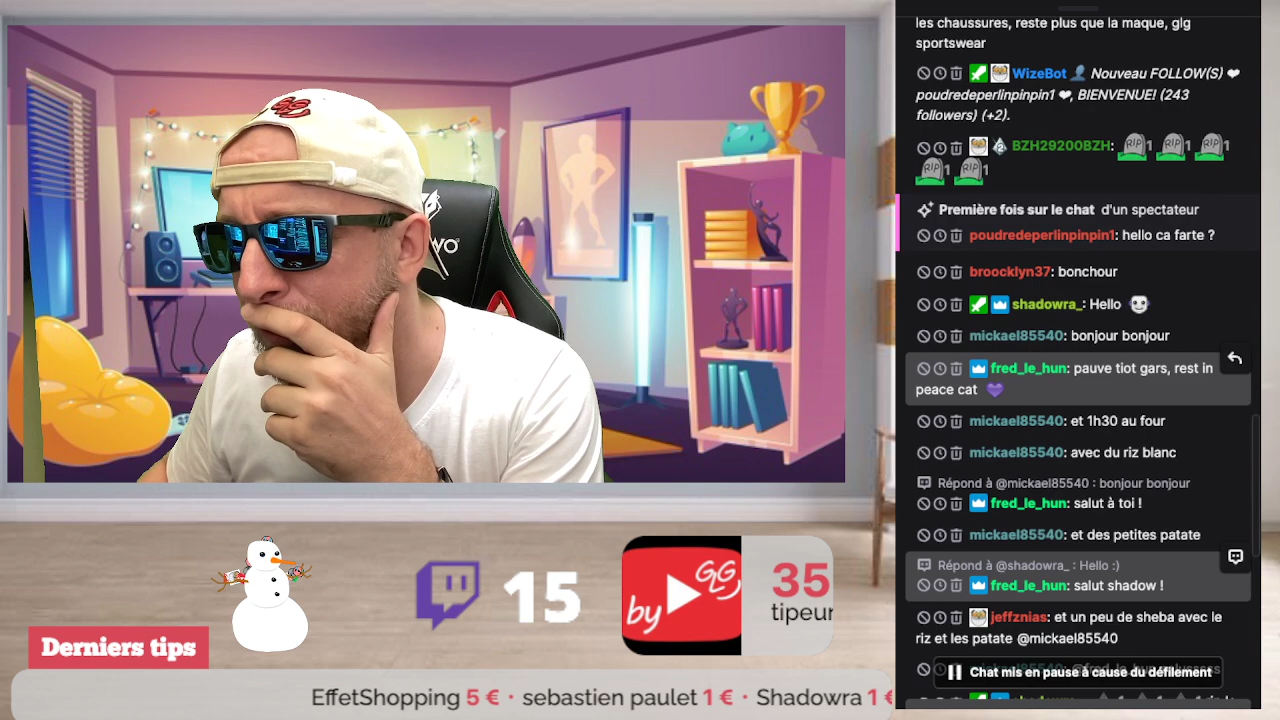 les chaussures, reste plus que la maque, glg
sportswear
WizeBot 👤 Nouveau FOLLOW(S) ❤
poudredeperlinpinpin1 ❤, BIENVENUE! (243
followers) (+2).
BZH29200BZH: RIP 1 RIP 1 RIP 1
RIP 1 RIP 1
Première fois sur le chat d'un spectateur
poudredeperlinpinpin1: hello ca farte ?
broocklyn37: bonchour
shadowra_: Hello
mickael85540: bonjour bonjour
fred_le_hun: pauve tiot gars, rest in
peace cat 💜
mickael85540: et 1h30 au four
mickael85540: avec du riz blanc
Répond à @mickael85540 : bonjour bonjour
fred_le_hun: salut à toi !
mickael85540: et des petites patate
Répond à @shadowra_ : Hello :)
fred_le_hun: salut shadow !
jeffznias: et un peu de sheba avec le
riz et les patate @mickael85540
Chat mis en pause à cause du défilement
15
by GG
35
tipeur
Derniers tips
EffetShopping 5 € · sebastien paulet 1 € · Shadowra 1 €